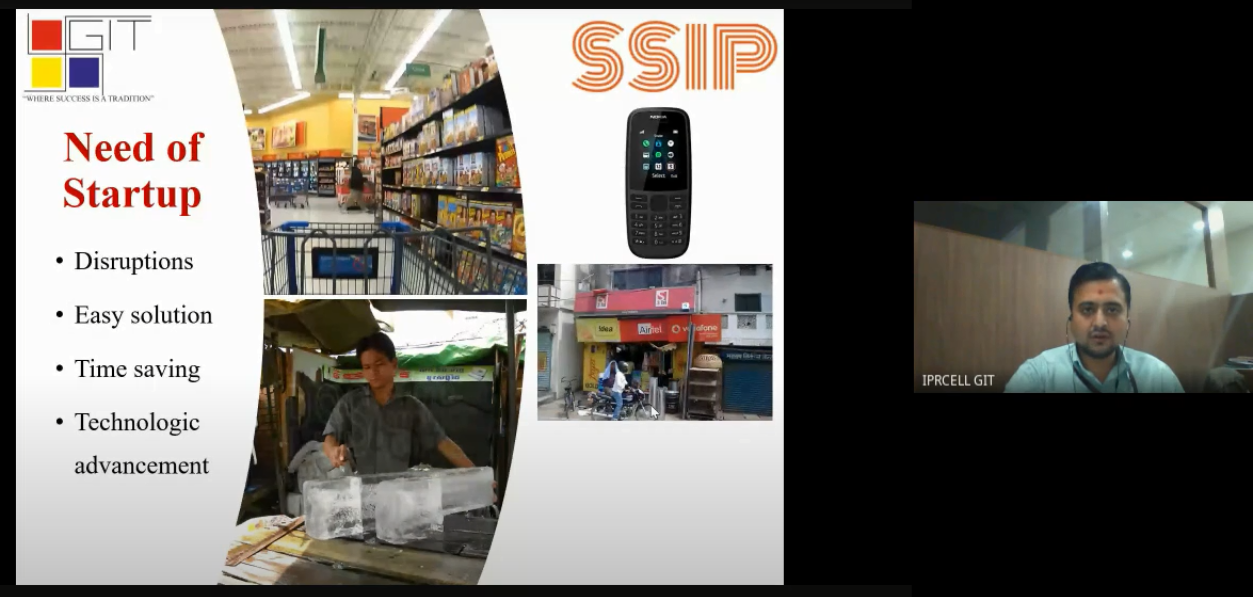 GIT
"WHERE SUCCESS IS A TRADITION"
SSIP
Need of
Startup
• Disruptions
• Easy solution
• Time saving
• Technologic
advancement
NOKIA
Select
Idea
Airtel
vodafone
IPRCELL GIT